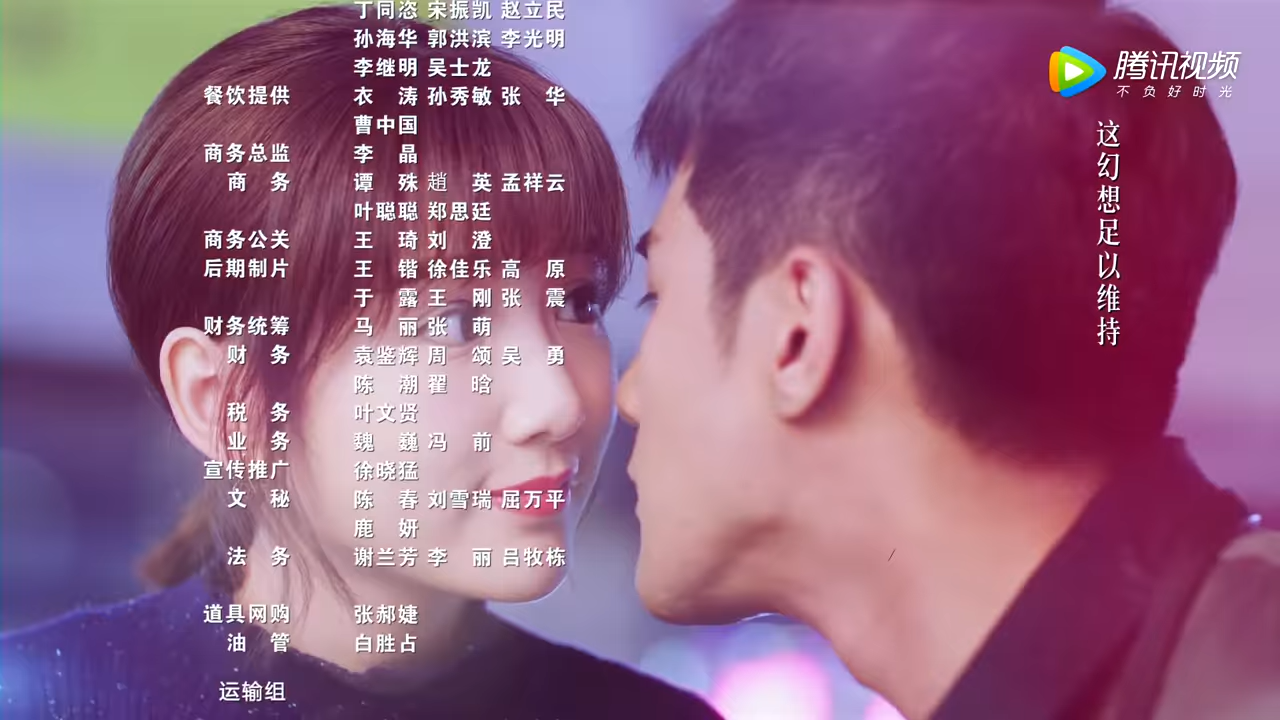 丁同恣 宋振凯 赵立民
孙海华 郭洪滨 李光明
李继明 吴士龙
餐饮提供 衣涛 孙秀敏 张华
曹中国
商务总监 李晶
商务 谭殊 趙英 孟祥云
叶聪聪 郑思廷
商务公关 王琦 刘澄
后期制片 王锴 徐佳乐 高原
于露 王刚 张震
财务统筹 马丽 张萌
财务 袁鉴辉 周颂 吴勇
陈潮 翟晗
税务 叶文贤
业务 魏巍 冯前
宣传推广 徐晓猛
文秘 陈春 刘雪瑞 屈万平
鹿妍
法务 谢兰芳 李丽 吕牧栋
道具网购 张郝婕
油管 白胜占
运输组
腾讯视频
不负好时光
这幻想足以维持